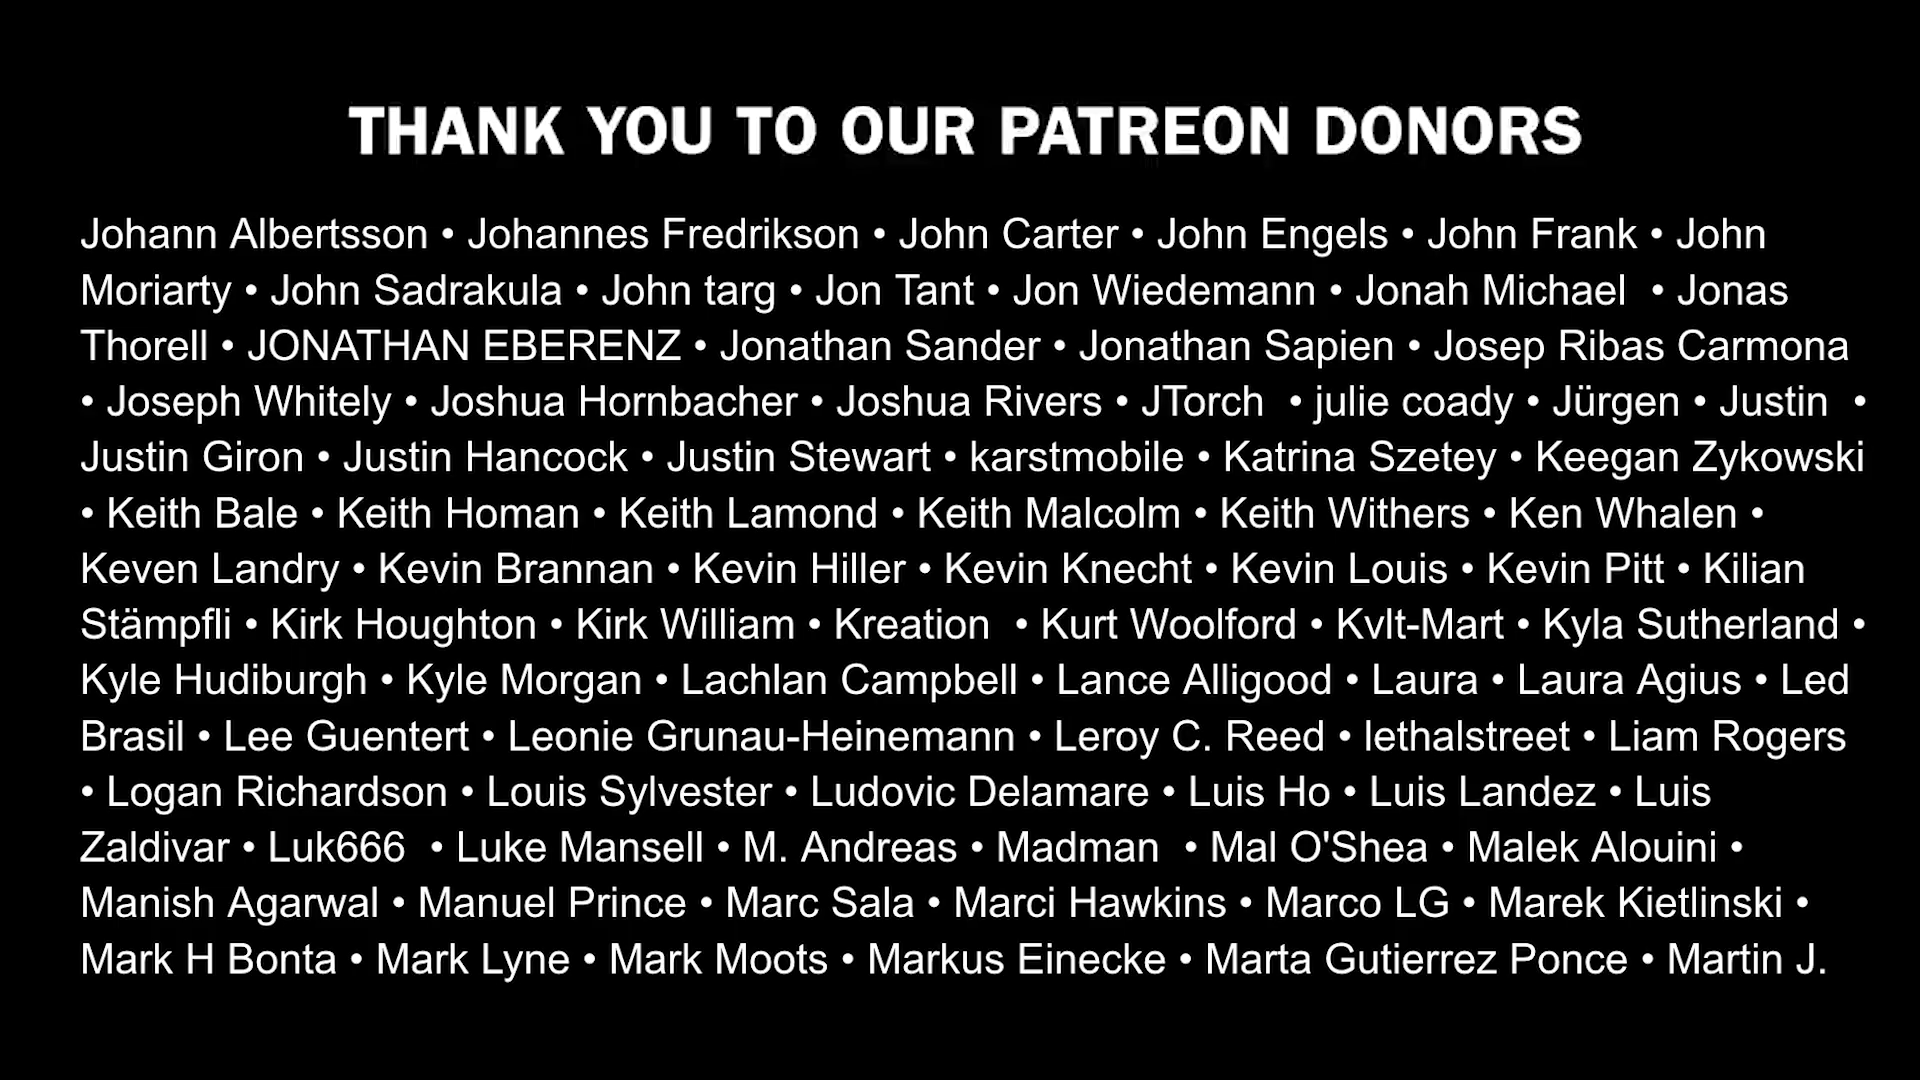 THANK YOU TO OUR PATREON DONORS
Johann Albertsson • Johannes Fredrikson • John Carter • John Engels • John Frank • John
Moriarty • John Sadrakula • John targ • Jon Tant • Jon Wiedemann • Jonah Michael • Jonas
Thorell • JONATHAN EBERENZ • Jonathan Sander • Jonathan Sapien • Josep Ribas Carmona
• Joseph Whitely • Joshua Hornbacher • Joshua Rivers • JTorch • julie coady • Jürgen • Justin •
Justin Giron • Justin Hancock • Justin Stewart • karstmobile • Katrina Szetey • Keegan Zykowski
• Keith Bale • Keith Homan • Keith Lamond • Keith Malcolm • Keith Withers • Ken Whalen •
Keven Landry • Kevin Brannan • Kevin Hiller • Kevin Knecht • Kevin Louis • Kevin Pitt • Kilian
Stämpfli • Kirk Houghton • Kirk William • Kreation • Kurt Woolford • Kvlt-Mart • Kyla Sutherland •
Kyle Hudiburgh • Kyle Morgan • Lachlan Campbell • Lance Alligood • Laura • Laura Agius • Led
Brasil • Lee Guentert • Leonie Grunau-Heinemann • Leroy C. Reed • lethalstreet • Liam Rogers
• Logan Richardson • Louis Sylvester • Ludovic Delamare • Luis Ho • Luis Landez • Luis
Zaldivar • Luk666 • Luke Mansell • M. Andreas • Madman • Mal O'Shea • Malek Alouini •
Manish Agarwal • Manuel Prince • Marc Sala • Marci Hawkins • Marco LG • Marek Kietlinski •
Mark H Bonta • Mark Lyne • Mark Moots • Markus Einecke • Marta Gutierrez Ponce • Martin J.